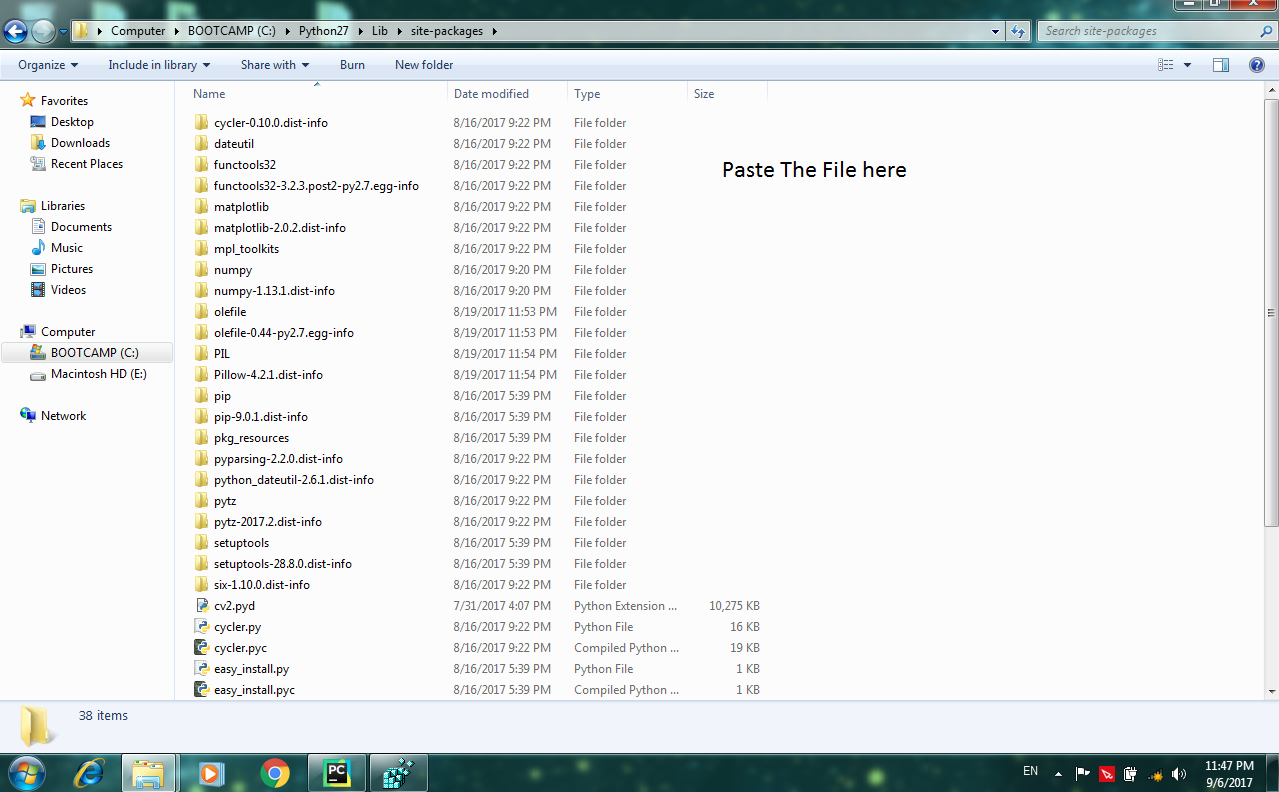 Computer BOOTCAMP (C:) Python27 Lib site-packages
Search site-packages
Organize Include in library Share with Burn New folder
Favorites
Desktop
Downloads
Recent Places
Libraries
Documents
Music
Pictures
Videos
Computer
BOOTCAMP (C:)
Macintosh HD (E:)
Network
Name Date modified Type Size
cycler-0.10.0.dist-info 8/16/2017 9:22 PM File folder
dateutil 8/16/2017 9:22 PM File folder
functools32 8/16/2017 9:22 PM File folder
functools32-3.2.3.post2-py2.7.egg-info 8/16/2017 9:22 PM File folder
matplotlib 8/16/2017 9:22 PM File folder
matplotlib-2.0.2.dist-info 8/16/2017 9:22 PM File folder
mpl_toolkits 8/16/2017 9:22 PM File folder
numpy 8/16/2017 9:20 PM File folder
numpy-1.13.1.dist-info 8/16/2017 9:20 PM File folder
olefile 8/19/2017 11:53 PM File folder
olefile-0.44-py2.7.egg-info 8/19/2017 11:53 PM File folder
PIL 8/19/2017 11:54 PM File folder
Pillow-4.2.1.dist-info 8/19/2017 11:54 PM File folder
pip 8/16/2017 5:39 PM File folder
pip-9.0.1.dist-info 8/16/2017 5:39 PM File folder
pkg_resources 8/16/2017 5:39 PM File folder
pyparsing-2.2.0.dist-info 8/16/2017 9:22 PM File folder
python_dateutil-2.6.1.dist-info 8/16/2017 9:22 PM File folder
pytz 8/16/2017 9:22 PM File folder
pytz-2017.2.dist-info 8/16/2017 9:22 PM File folder
setuptools 8/16/2017 5:39 PM File folder
setuptools-28.8.0.dist-info 8/16/2017 5:39 PM File folder
six-1.10.0.dist-info 8/16/2017 9:22 PM File folder
cv2.pyd 7/31/2017 4:07 PM Python Extension ... 10,275 KB
cycler.py 8/16/2017 9:22 PM Python File 16 KB
cycler.pyc 8/16/2017 9:22 PM Compiled Python ... 19 KB
easy_install.py 8/16/2017 5:39 PM Python File 1 KB
easy_install.pyc 8/16/2017 5:39 PM Compiled Python ... 1 KB
Paste The File here
38 items
PC
EN
11:47 PM
9/6/2017